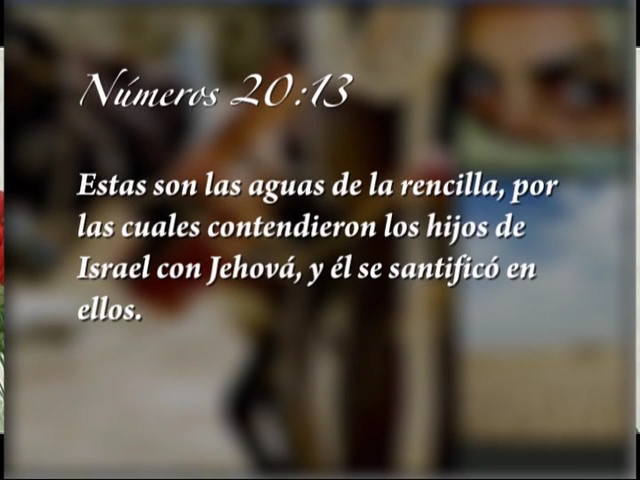 Números 20:13
Estas son las aguas de la rencilla, por
las cuales contendieron los hijos de
Israel con Jehová, y él se santificó en
ellos.